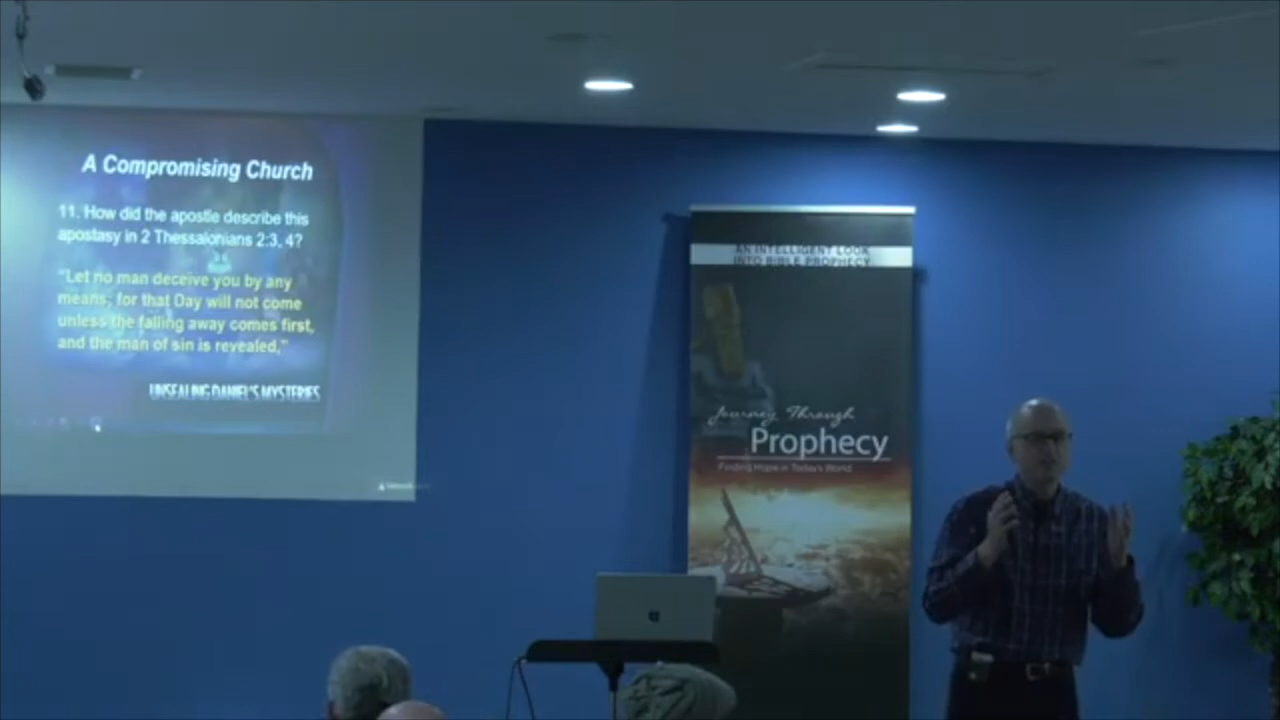 A Compromising Church
11. How did the apostle describe this
apostasy in 2 Thessalonians 2:3, 4?
"Let no man deceive you by any
means; for that Day will not come
unless the falling away comes first,
and the man of sin is revealed,"
UNSEALING DANIEL'S MYSTERIES
AN INTELLIGENT LOOK
INTO BIBLE PROPHECY
Journey Through
Prophecy
Finding Hope in Today's World